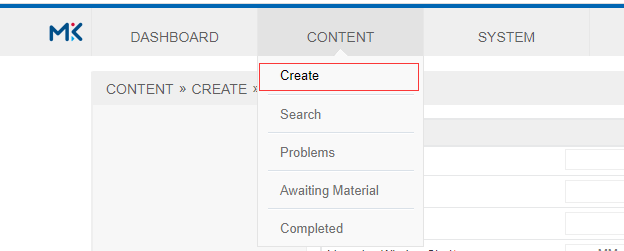 MK
DASHBOARD CONTENT SYSTEM
CONTENT » CREATE »
Create
Search
Problems
Awaiting Material
Completed